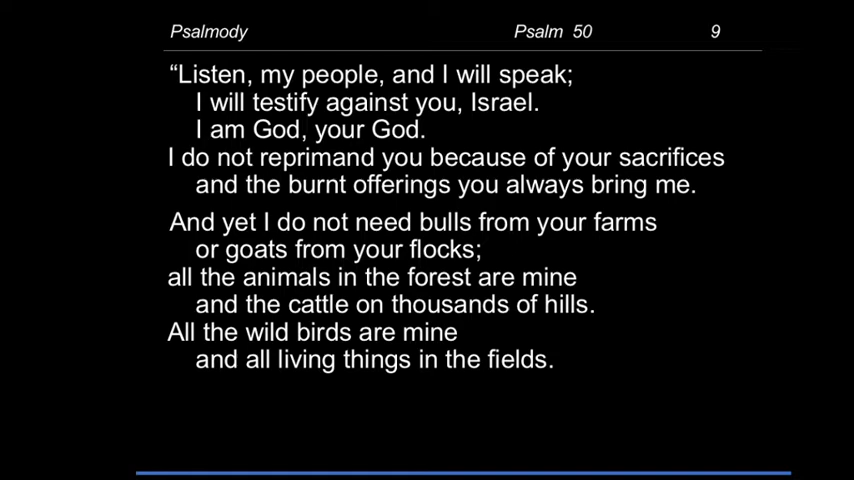 Psalmody Psalm 50 9
“Listen, my people, and I will speak;
I will testify against you, Israel.
I am God, your God.
I do not reprimand you because of your sacrifices
and the burnt offerings you always bring me.
And yet I do not need bulls from your farms
or goats from your flocks;
all the animals in the forest are mine
and the cattle on thousands of hills.
All the wild birds are mine
and all living things in the fields.